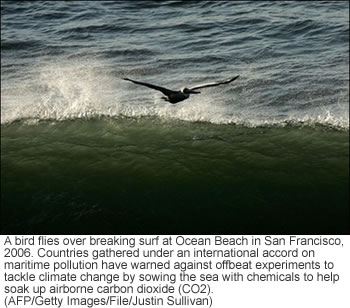 A bird flies over breaking surf at Ocean Beach in San Francisco,
2006. Countries gathered under an international accord on
maritime pollution have warned against offbeat experiments to
tackle climate change by sowing the sea with chemicals to help
soak up airborne carbon dioxide (CO2).
(AFP/Getty Images/File/Justin Sullivan)